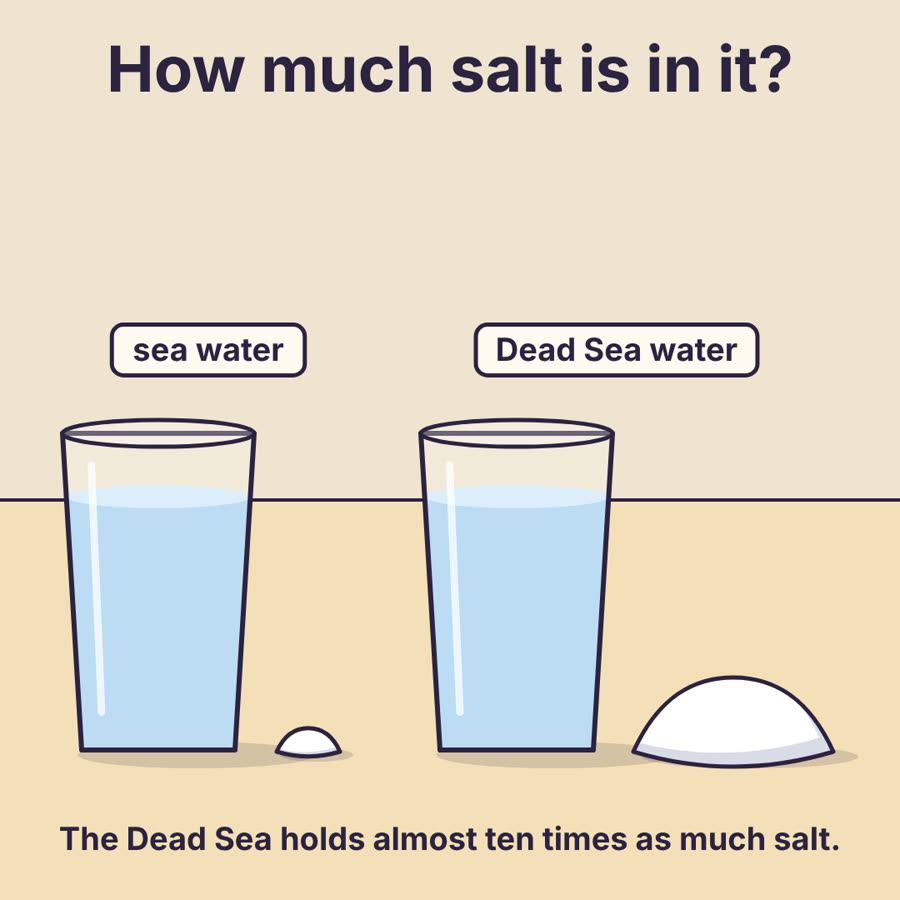 How much salt is in it?
sea water
Dead Sea water
The Dead Sea holds almost ten times as much salt.